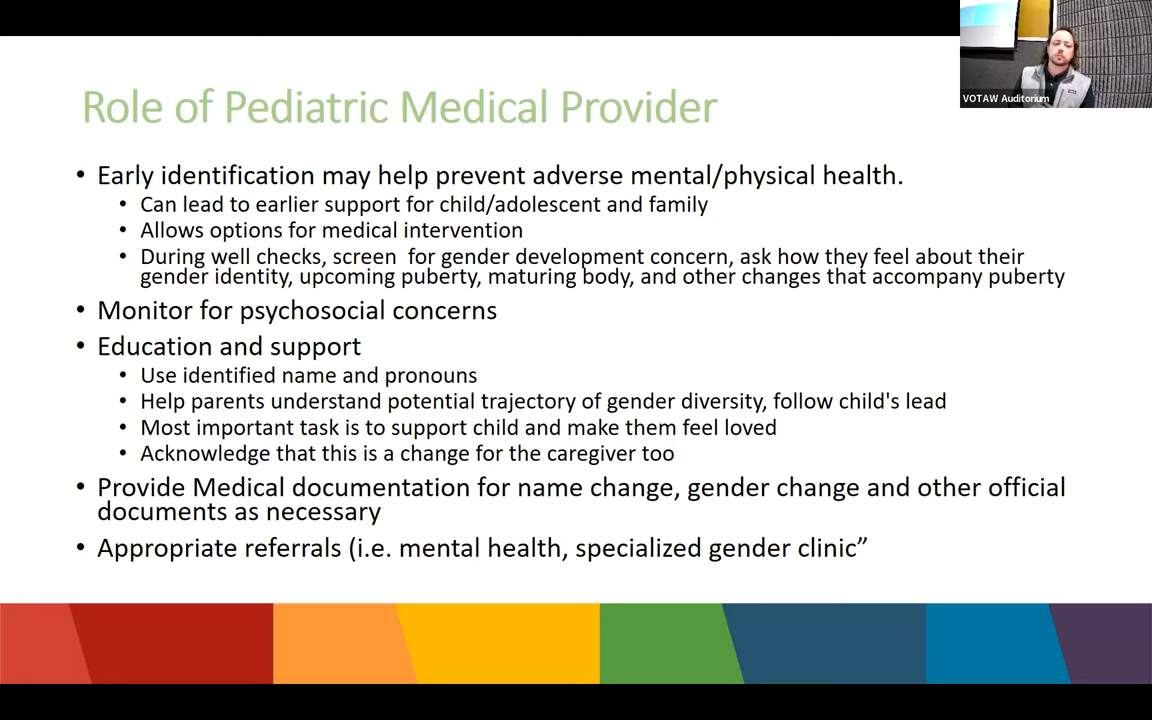 Role of Pediatric Medical Provider
VOTAW Auditorium
• Early identification may help prevent adverse mental/physical health.
• Can lead to earlier support for child/adolescent and family
• Allows options for medical intervention
• During well checks, screen  for gender development concern, ask how they feel about their
gender identity, upcoming puberty, maturing body, and other changes that accompany puberty
• Monitor for psychosocial concerns
• Education and support
• Use identified name and pronouns
• Help parents understand potential trajectory of gender diversity, follow child's lead
• Most important task is to support child and make them feel loved
• Acknowledge that this is a change for the caregiver too
• Provide Medical documentation for name change, gender change and other official
documents as necessary
• Appropriate referrals (i.e. mental health, specialized gender clinic”